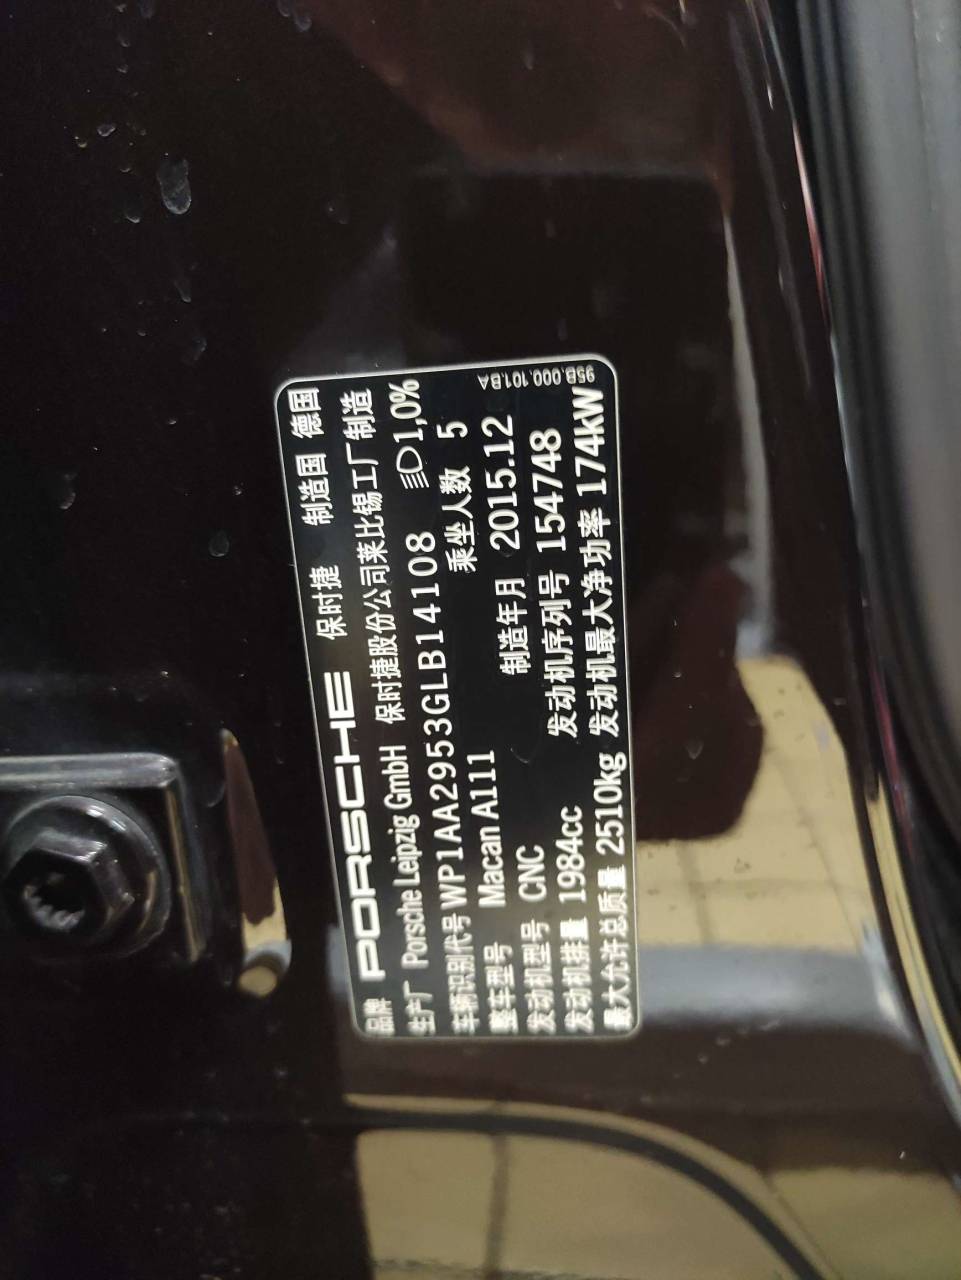 品牌 PORSCHE 保时捷 制造国 德国
生产厂 Porsche Leipzig GmbH 保时捷股份公司莱比锡工厂制造
车辆识别代号 WP1AA2953GLB14108 1,0%
整车型号 Macan A111 乘坐人数 5
发动机型号 CNC 制造年月 2015.12
发动机排量 1984cc 发动机序列号 154748
最大允许总质量 2510kg 发动机最大净功率 174kW
95B.000.101.BA